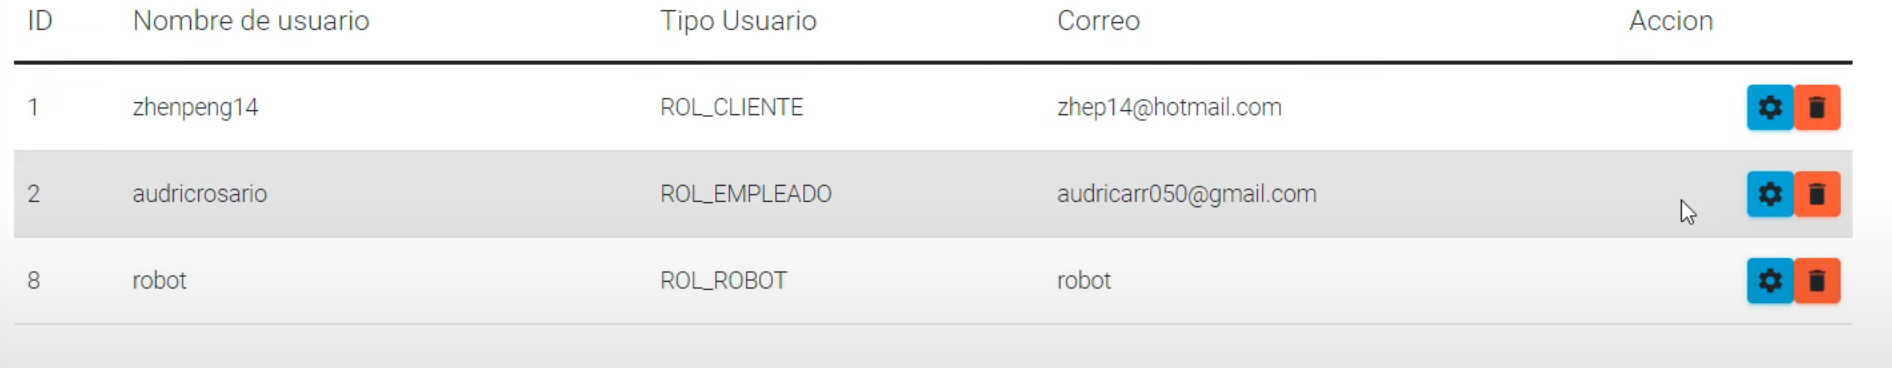 ID Nombre de usuario Tipo Usuario Correo Accion
1 zhenpeng14 ROL_CLIENTE zhep14@hotmail.com
2 audricrosario ROL_EMPLEADO audricarr050@gmail.com
8 robot ROL_ROBOT robot